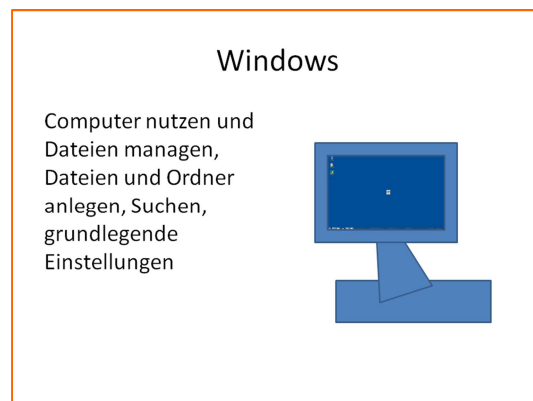 Windows
Computer nutzen und
Dateien managen,
Dateien und Ordner
anlegen, Suchen,
grundlegende
Einstellungen